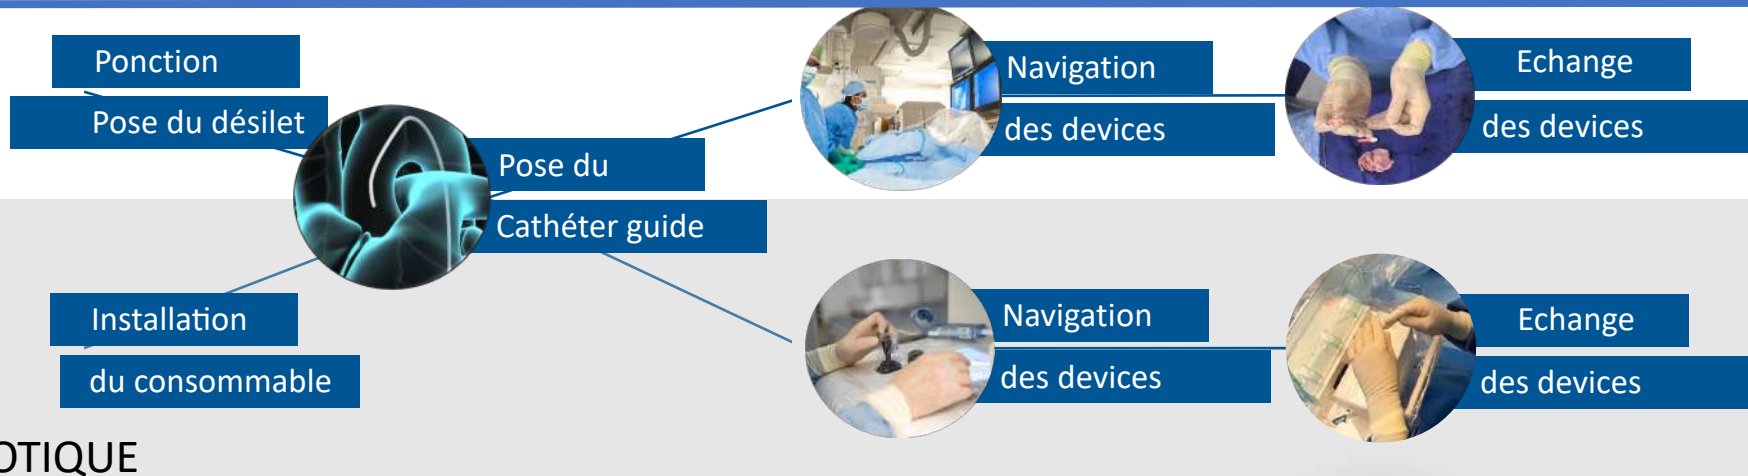 Ponction
Pose du désilet
Pose du
Cathéter guide
Navigation
des devices
Echange
des devices
Installation
du consommable
Navigation
des devices
Echange
des devices
OTIQUE